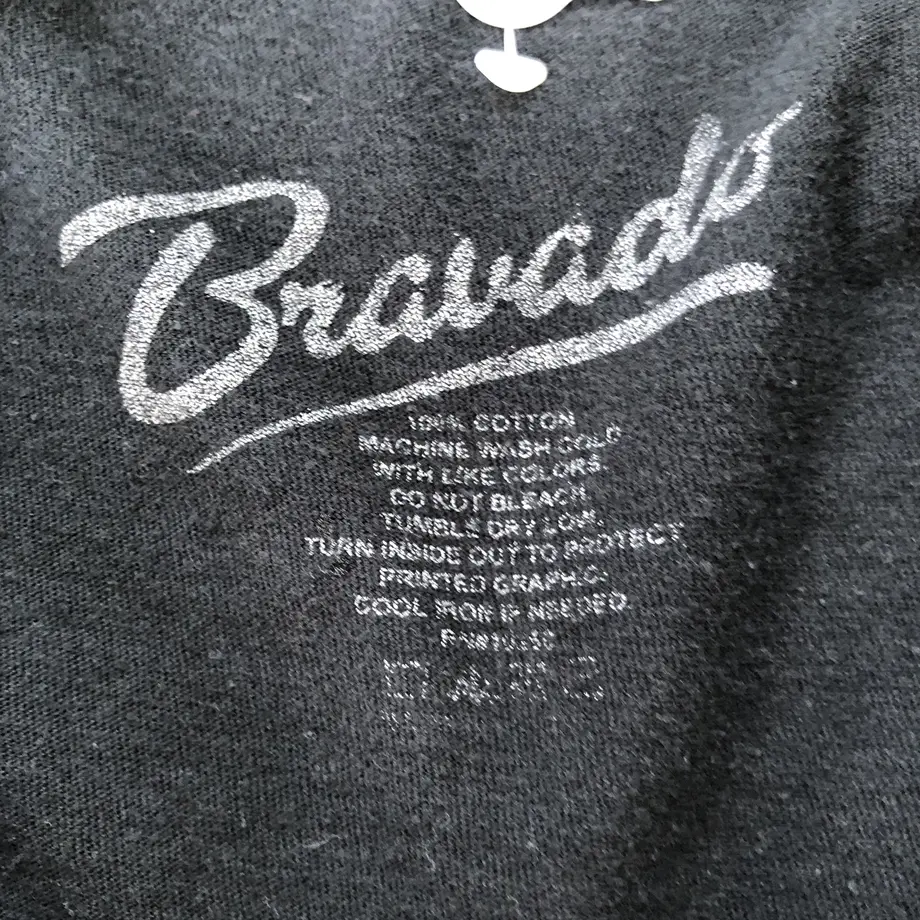 Bravado
100% COTTON
MACHINE WASH COLD
WITH LIKE COLORS.
DO NOT BLEACH.
TUMBLE DRY LOW.
TURN INSIDE OUT TO PROTECT
PRINTED GRAPHIC.
COOL IRON IF NEEDED.